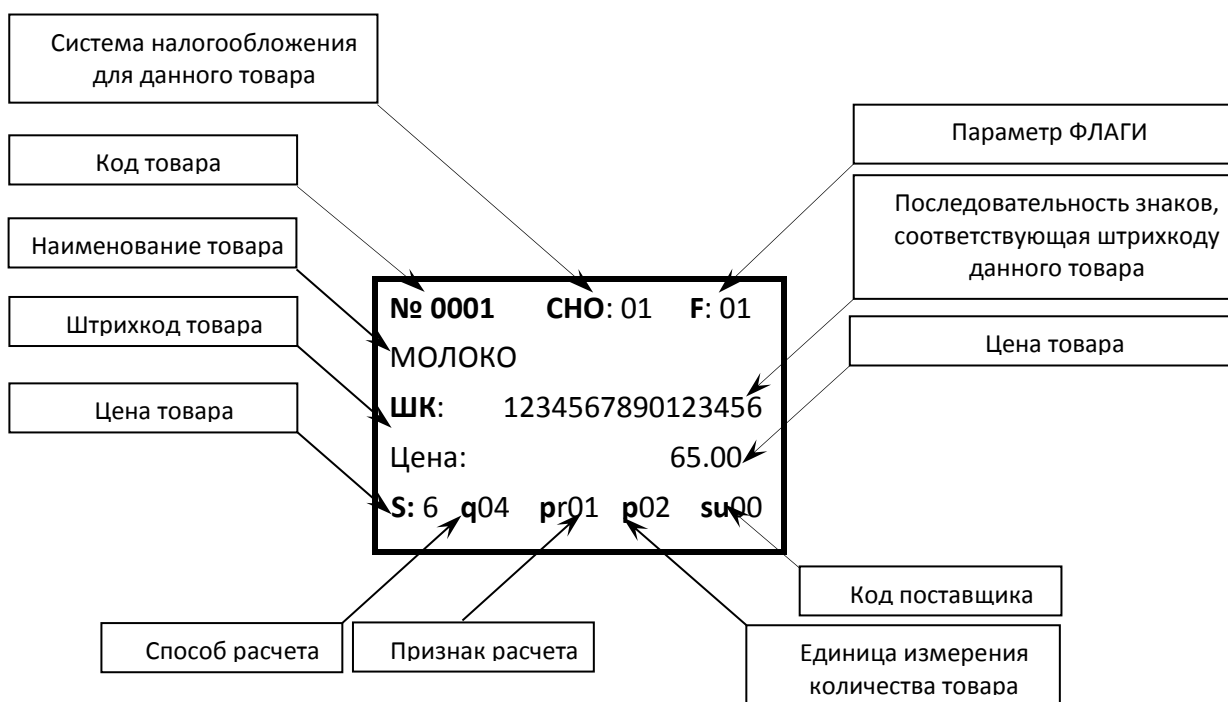 Система налогообложения
для данного товара
Код товара
Наименование товара
Штрихкод товара
Цена товара
Параметр ФЛАГИ
Последовательность знаков,
соответствующая штрихкоду
данного товара
Цена товара
№ 0001 СНО: 01 F: 01
МОЛОКО
ШК: 1234567890123456
Цена: 65.00
S: 6 q04 pr01 p02 su00
Код поставщика
Способ расчета
Признак расчета
Единица измерения
количества товара